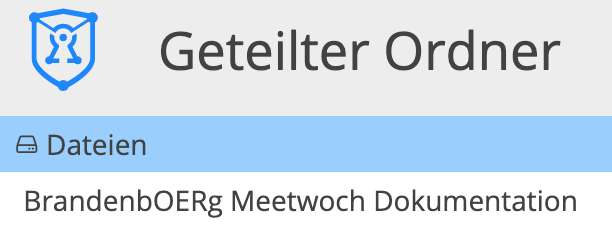 Geteilter Ordner
Dateien
BrandenbOERg Meetwoch Dokumentation